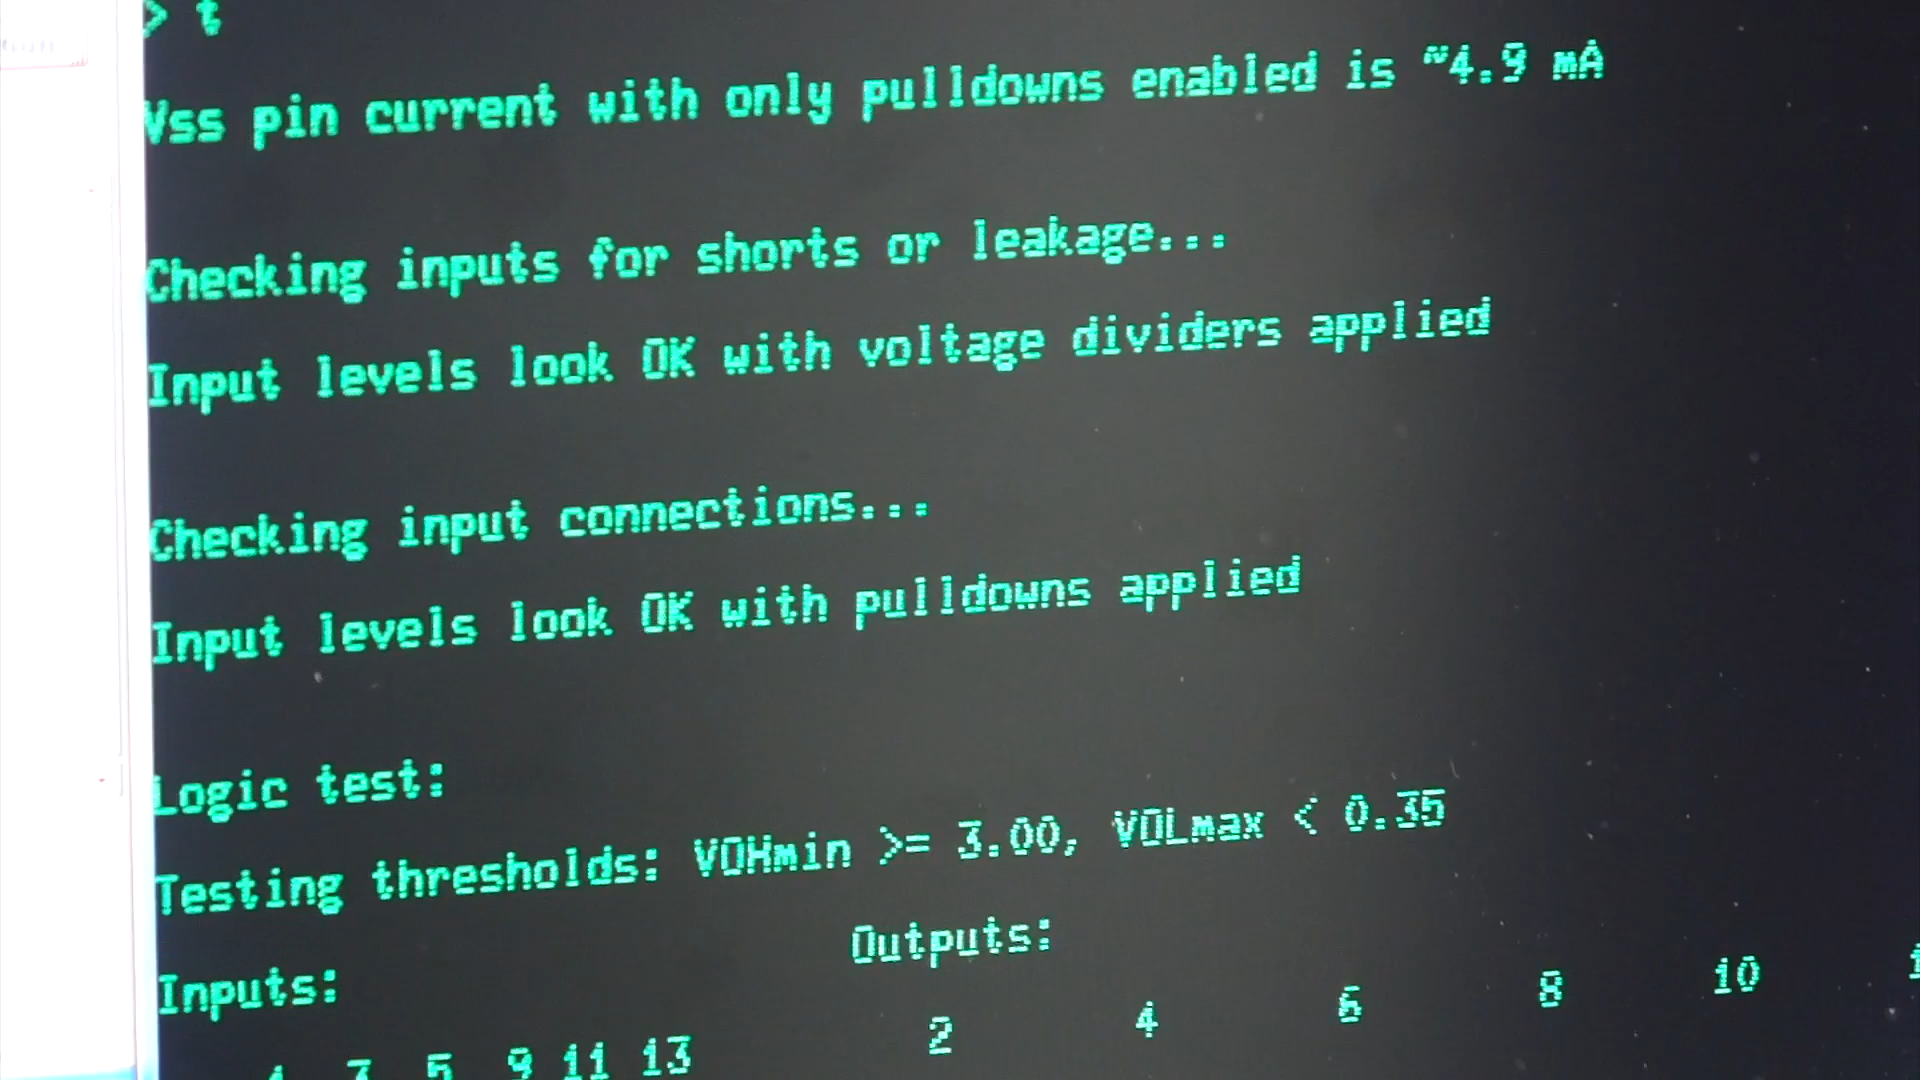 > t
Vss pin current with only pulldowns enabled is ~4.9 mA
Checking inputs for shorts or leakage...
Input levels look OK with voltage dividers applied
Checking input connections...
Input levels look OK with pulldowns applied
Logic test:
Testing thresholds: VOHmin >= 3.00, VOLmax < 0.35
Inputs: Outputs:
5 9 11 13 2 4 6 8 10